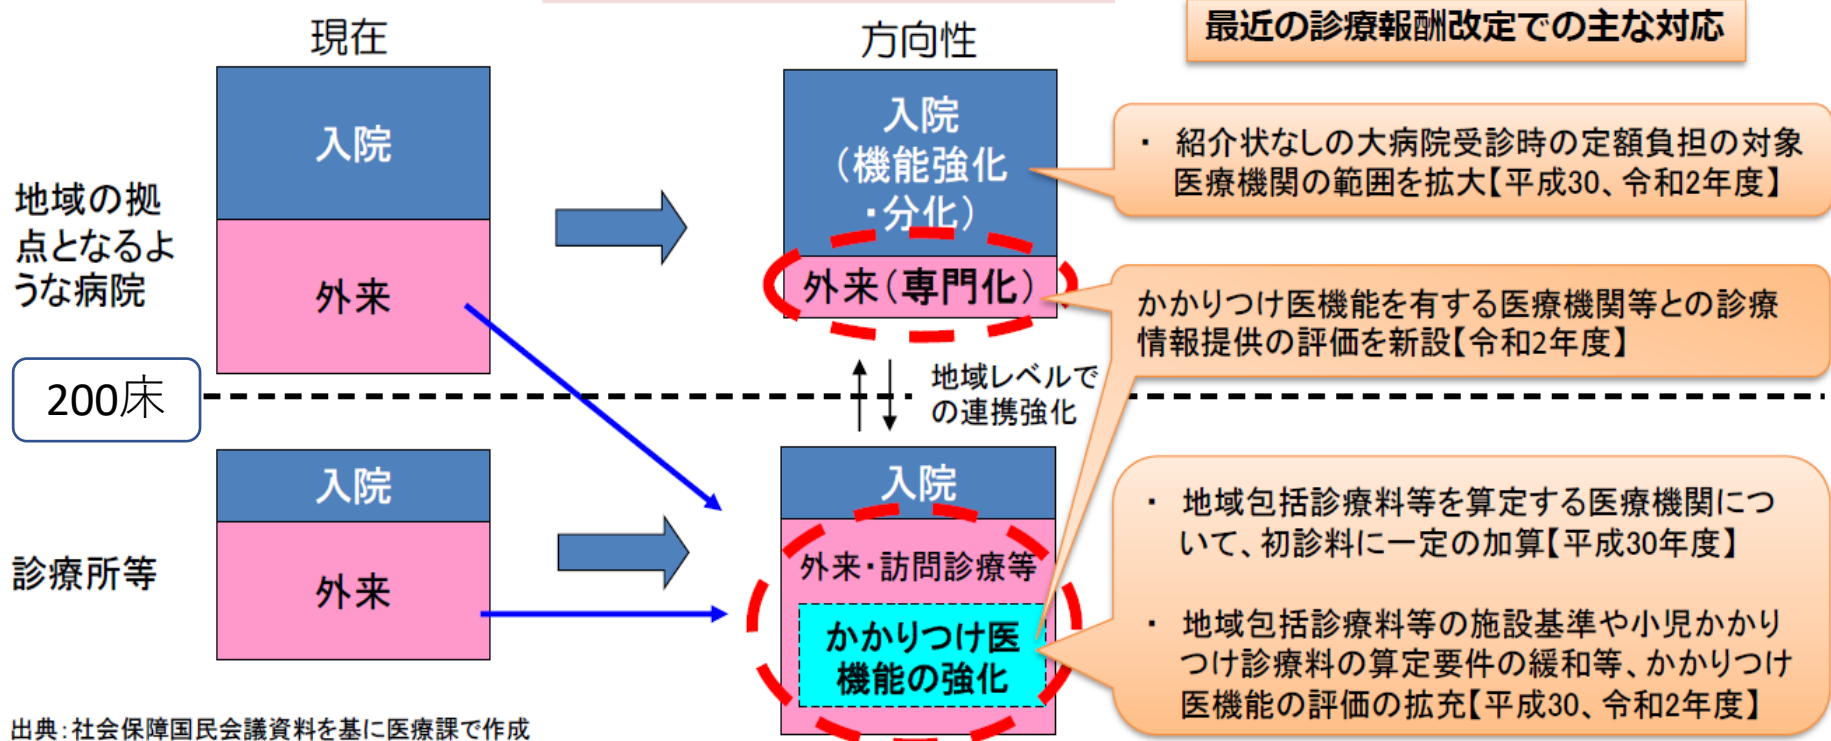 現在
方向性
最近の診療報酬改定での主な対応
地域の拠
点となるよ
うな病院
入院
外来
入院
（機能強化
・分化）
外来（専門化）
・ 紹介状なしの大病院受診時の定額負担の対象
医療機関の範囲を拡大【平成30、令和2年度】
かかりつけ医機能を有する医療機関等との診療
情報提供の評価を新設【令和2年度】
200床
地域レベルで
の連携強化
診療所等
入院
外来
入院
外来・訪問診療等
かかりつけ医
機能の強化
・ 地域包括診療料等を算定する医療機関につ
いて、初診料に一定の加算【平成30年度】
・ 地域包括診療料等の施設基準や小児かかり
つけ診療料の算定要件の緩和等、かかりつけ
医機能の評価の拡充【平成30、令和2年度】
出典：社会保障国民会議資料を基に医療課で作成